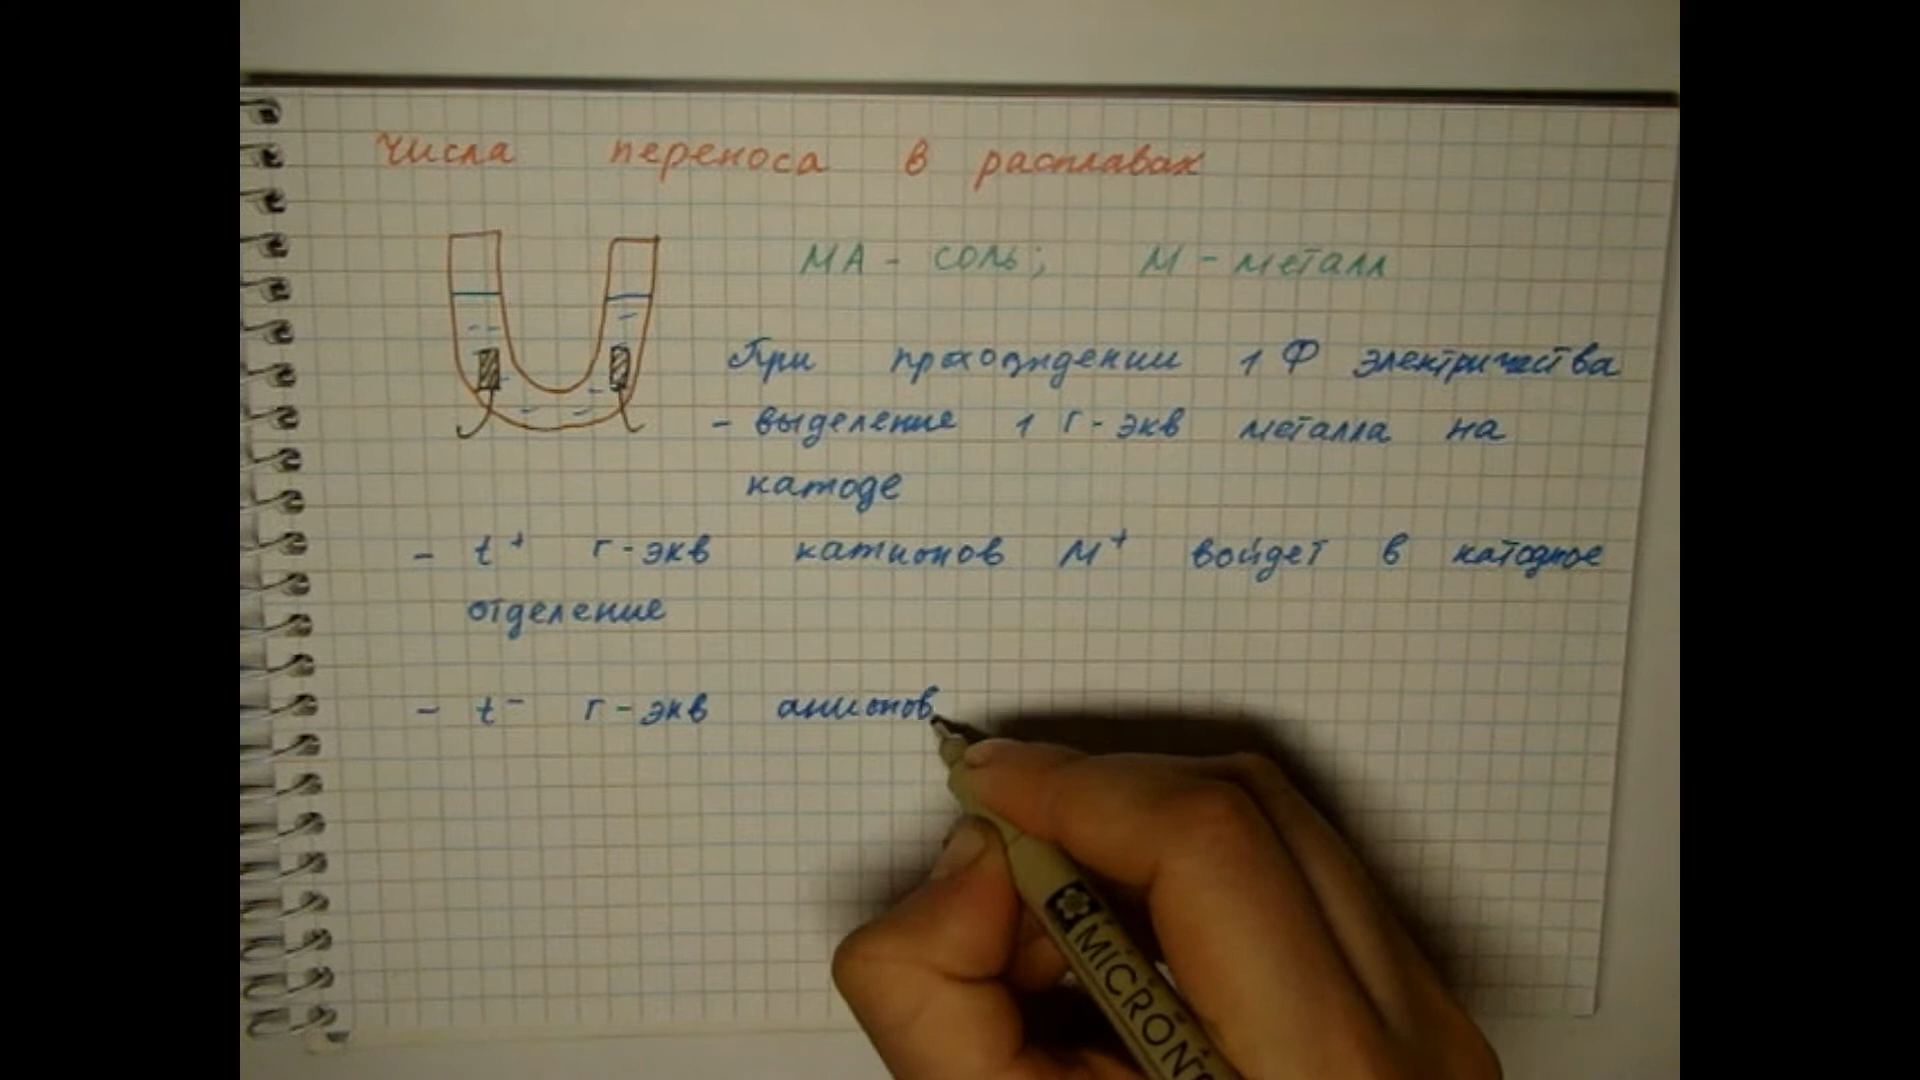 Числа переноса в расплавах
МА - соль; М - металл
При прохождении 1 Ф электричества
- выделение 1 г-экв металла на
катоде
- t⁺ г-экв катионов М⁺ войдет в катодное
отделение
- t⁻ г-экв анионов
MICRON